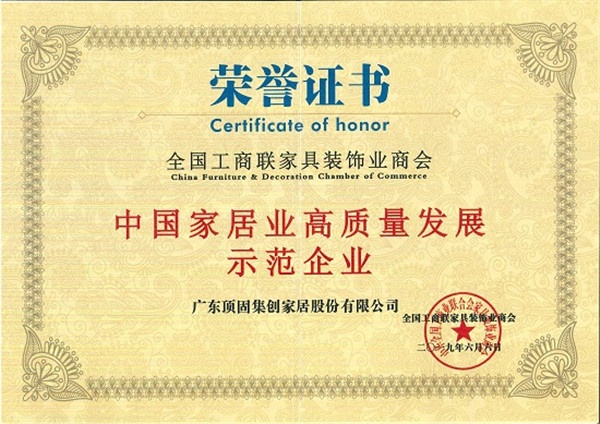 荣誉证书
Certificate of honor
全国工商联家具装饰业商会
China Furniture & Decoration Chamber of Commerce
中国家居业高质量发展
示范企业
广东顶固集创家居股份有限公司
全国工商联家具装饰业商会
二〇一九年六月六日